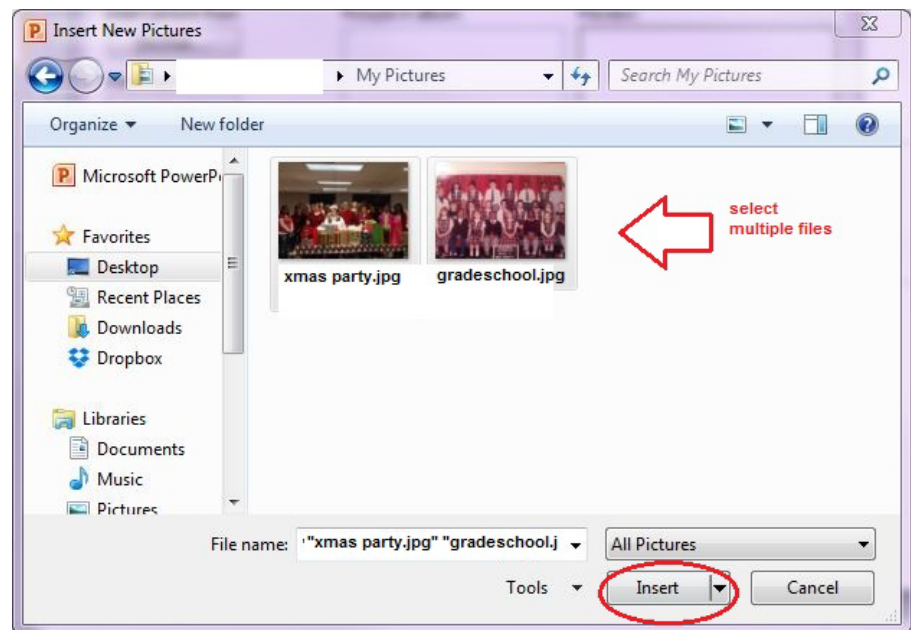 Insert New Pictures
My Pictures
Search My Pictures
Organize
New folder
Microsoft PowerP
Favorites
Desktop
Recent Places
Downloads
Dropbox
Libraries
Documents
Music
Pictures
xmas party.jpg
gradeschool.jpg
select
multiple files
File name:
"xmas party.jpg" "gradeschool.j
All Pictures
Tools
Insert
Cancel